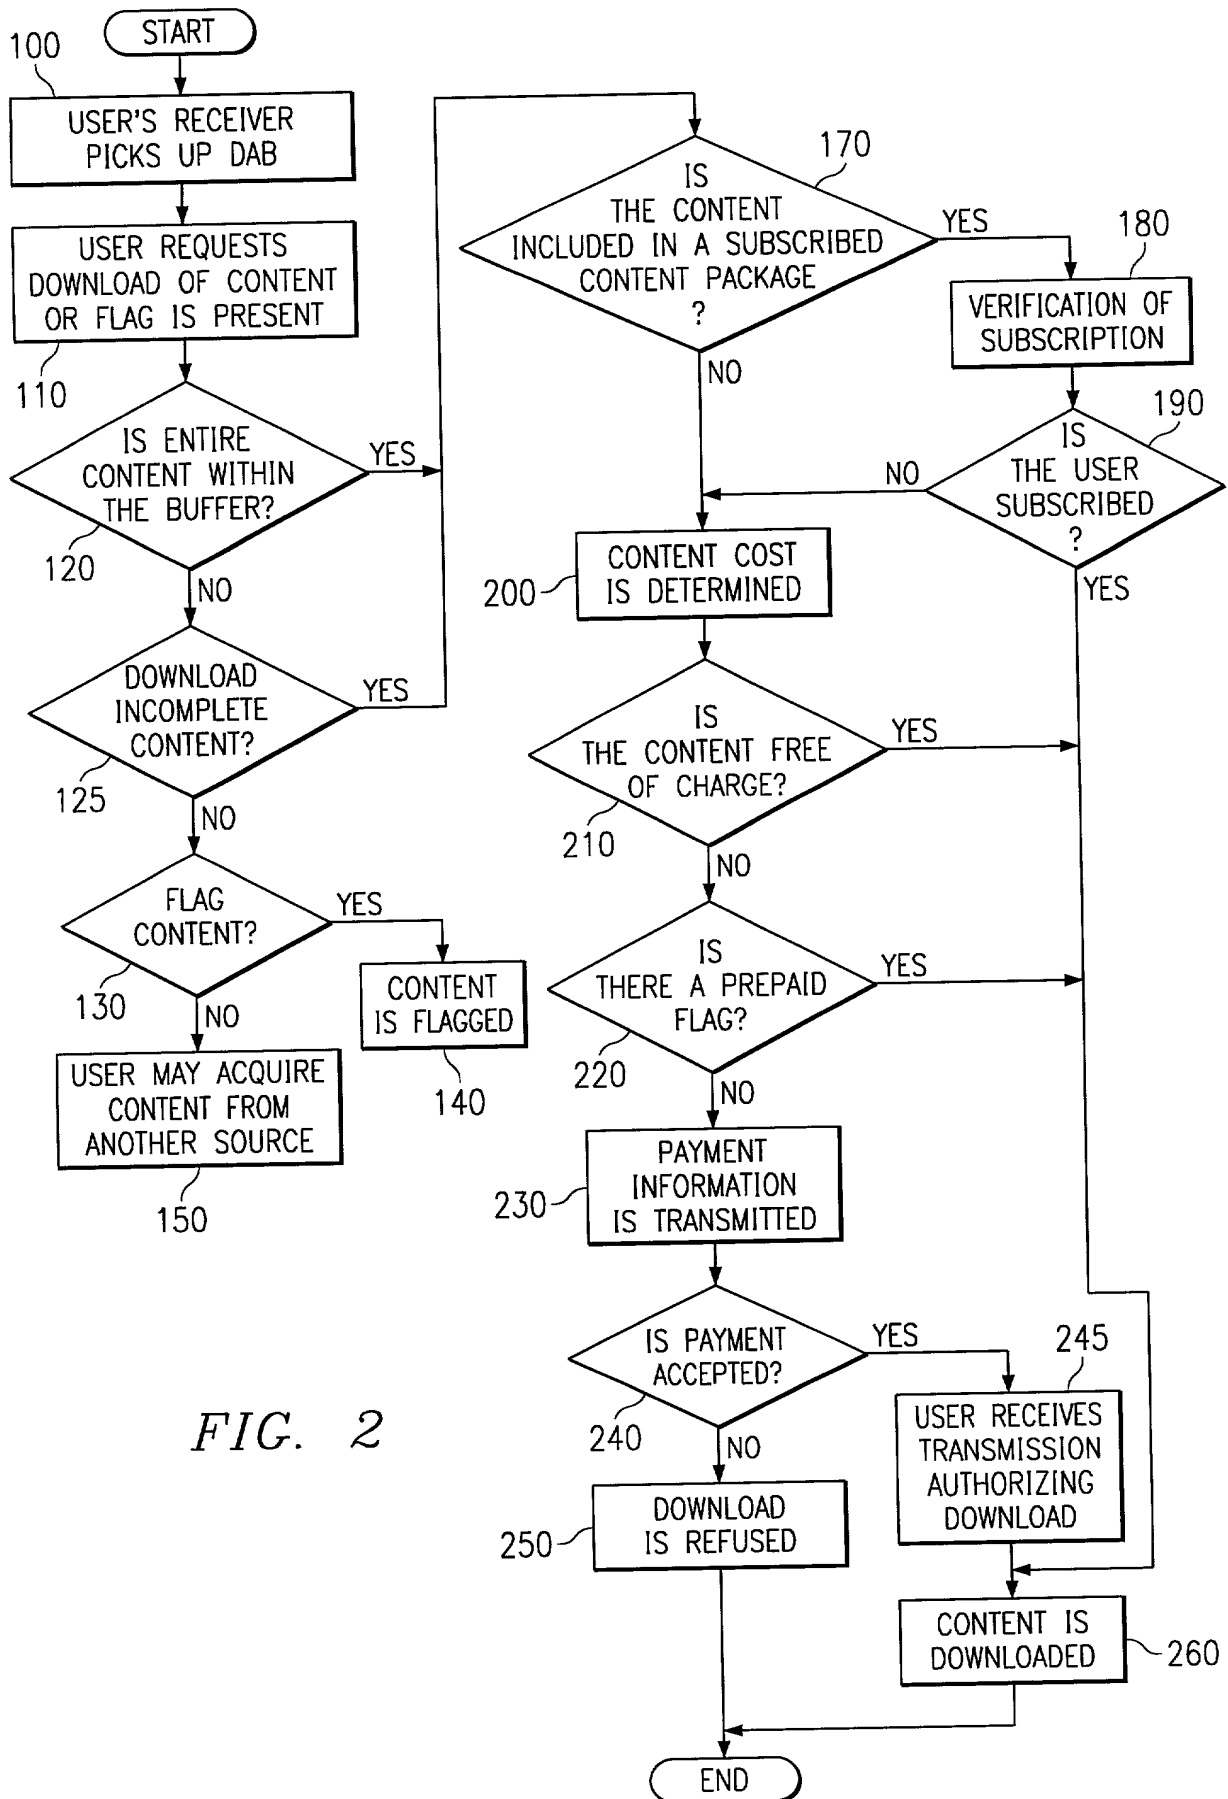 START
100
USER'S RECEIVER
PICKS UP DAB
USER REQUESTS
DOWNLOAD OF CONTENT
OR FLAG IS PRESENT
110
IS ENTIRE
CONTENT WITHIN
THE BUFFER?
YES
120
NO
DOWNLOAD
INCOMPLETE
CONTENT?
YES
125
NO
FLAG
CONTENT?
YES
130
NO
CONTENT
IS FLAGGED
140
USER MAY ACQUIRE
CONTENT FROM
ANOTHER SOURCE
150
170
IS
THE CONTENT
INCLUDED IN A SUBSCRIBED
CONTENT PACKAGE
?
YES
NO
180
VERIFICATION OF
SUBSCRIPTION
190
IS
THE USER
SUBSCRIBED
?
NO
YES
CONTENT COST
IS DETERMINED
200
IS
THE CONTENT FREE
OF CHARGE?
YES
210
NO
IS
THERE A PREPAID
FLAG?
YES
220
NO
PAYMENT
INFORMATION
IS TRANSMITTED
230
IS PAYMENT
ACCEPTED?
YES
240
NO
245
USER RECEIVES
TRANSMISSION
AUTHORIZING
DOWNLOAD
DOWNLOAD
IS REFUSED
250
CONTENT IS
DOWNLOADED
260
END
FIG. 2